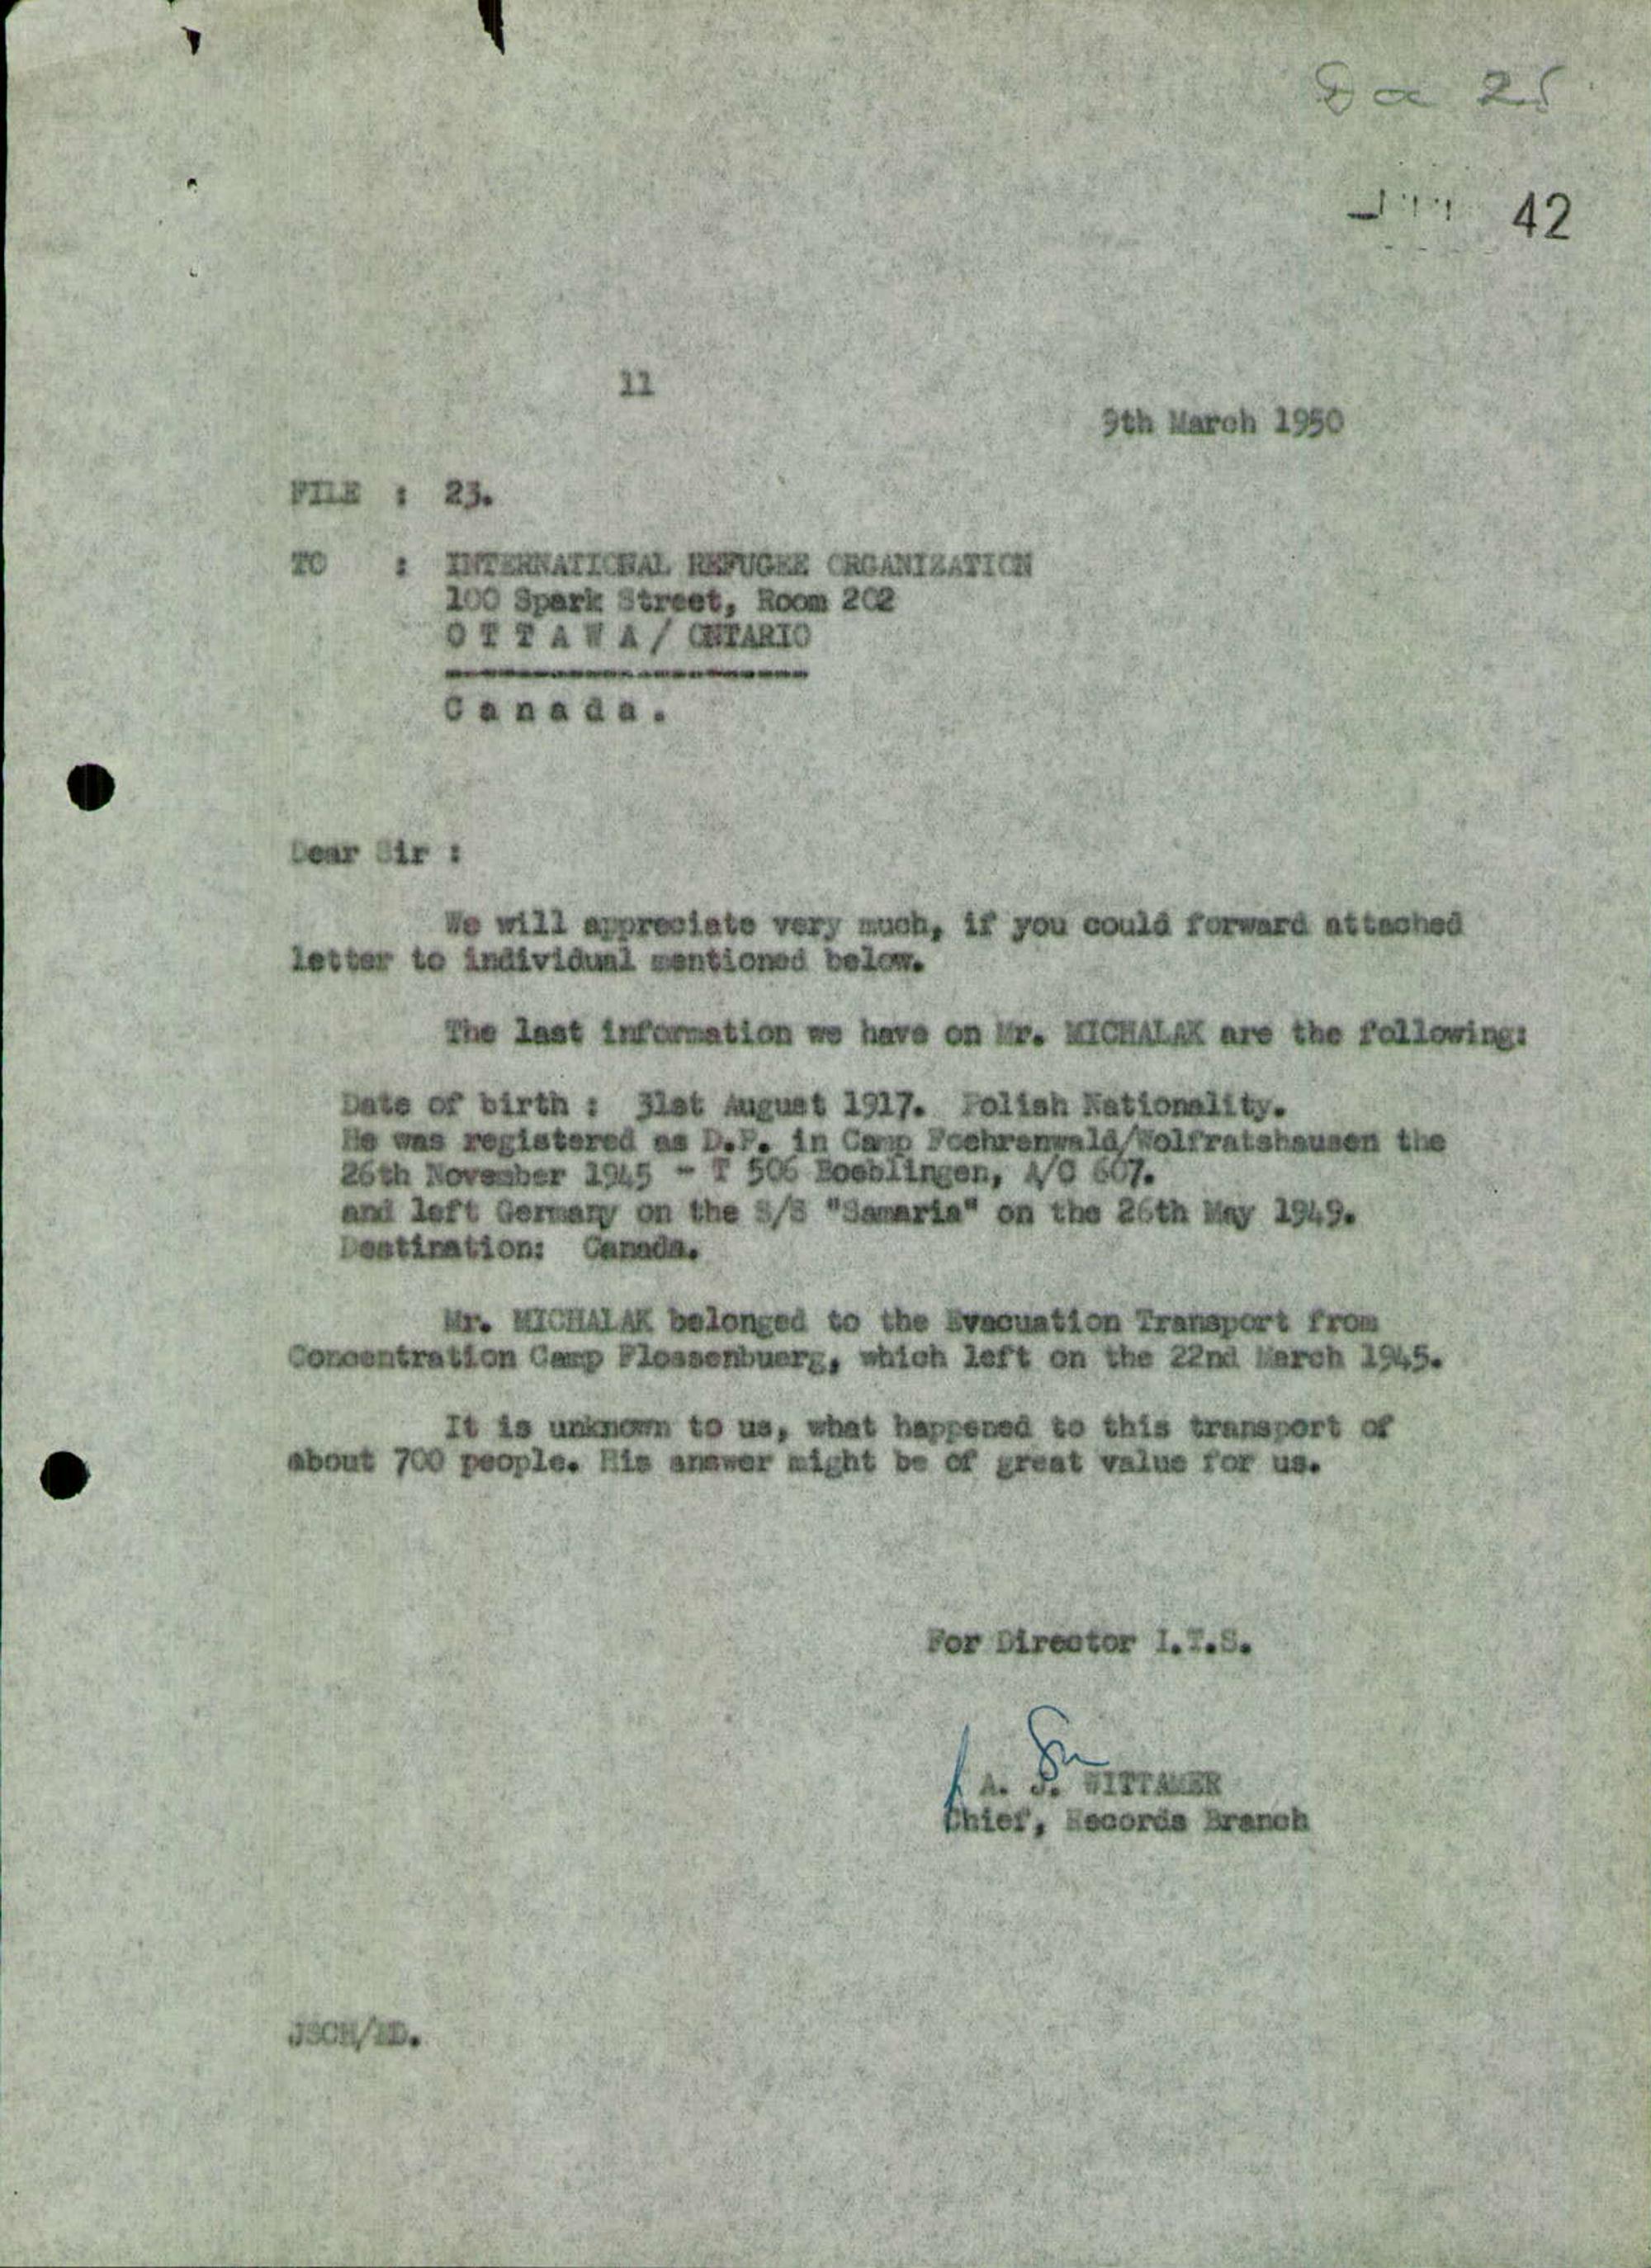 42
11
9th March 1950
FILE : 23.
TO : INTERNATIONAL REFUGEE ORGANIZATION
100 Spark Street, Room 202
O T T A W A / ONTARIO
C a n a d a .
Dear Sir :
We will appreciate very much, if you could forward attached
letter to individual mentioned below.
The last information we have on Mr. MICHALAK are the following:
Date of birth : 31st August 1917. Polish Nationality.
He was registered as D.P. in Camp Foehrenwald/Wolfratshausen the
26th November 1945 - T 506 Boeblingen, A/C 607.
and left Germany on the S/S "Samaria" on the 26th May 1949.
Destination: Canada.
Mr. MICHALAK belonged to the Evacuation Transport from
Concentration Camp Flossenbuerg, which left on the 22nd March 1945.
It is unknown to us, what happened to this transport of
about 700 people. His answer might be of great value for us.
For Director I.T.S.
A. J. WITTAMER
Chief, Records Branch